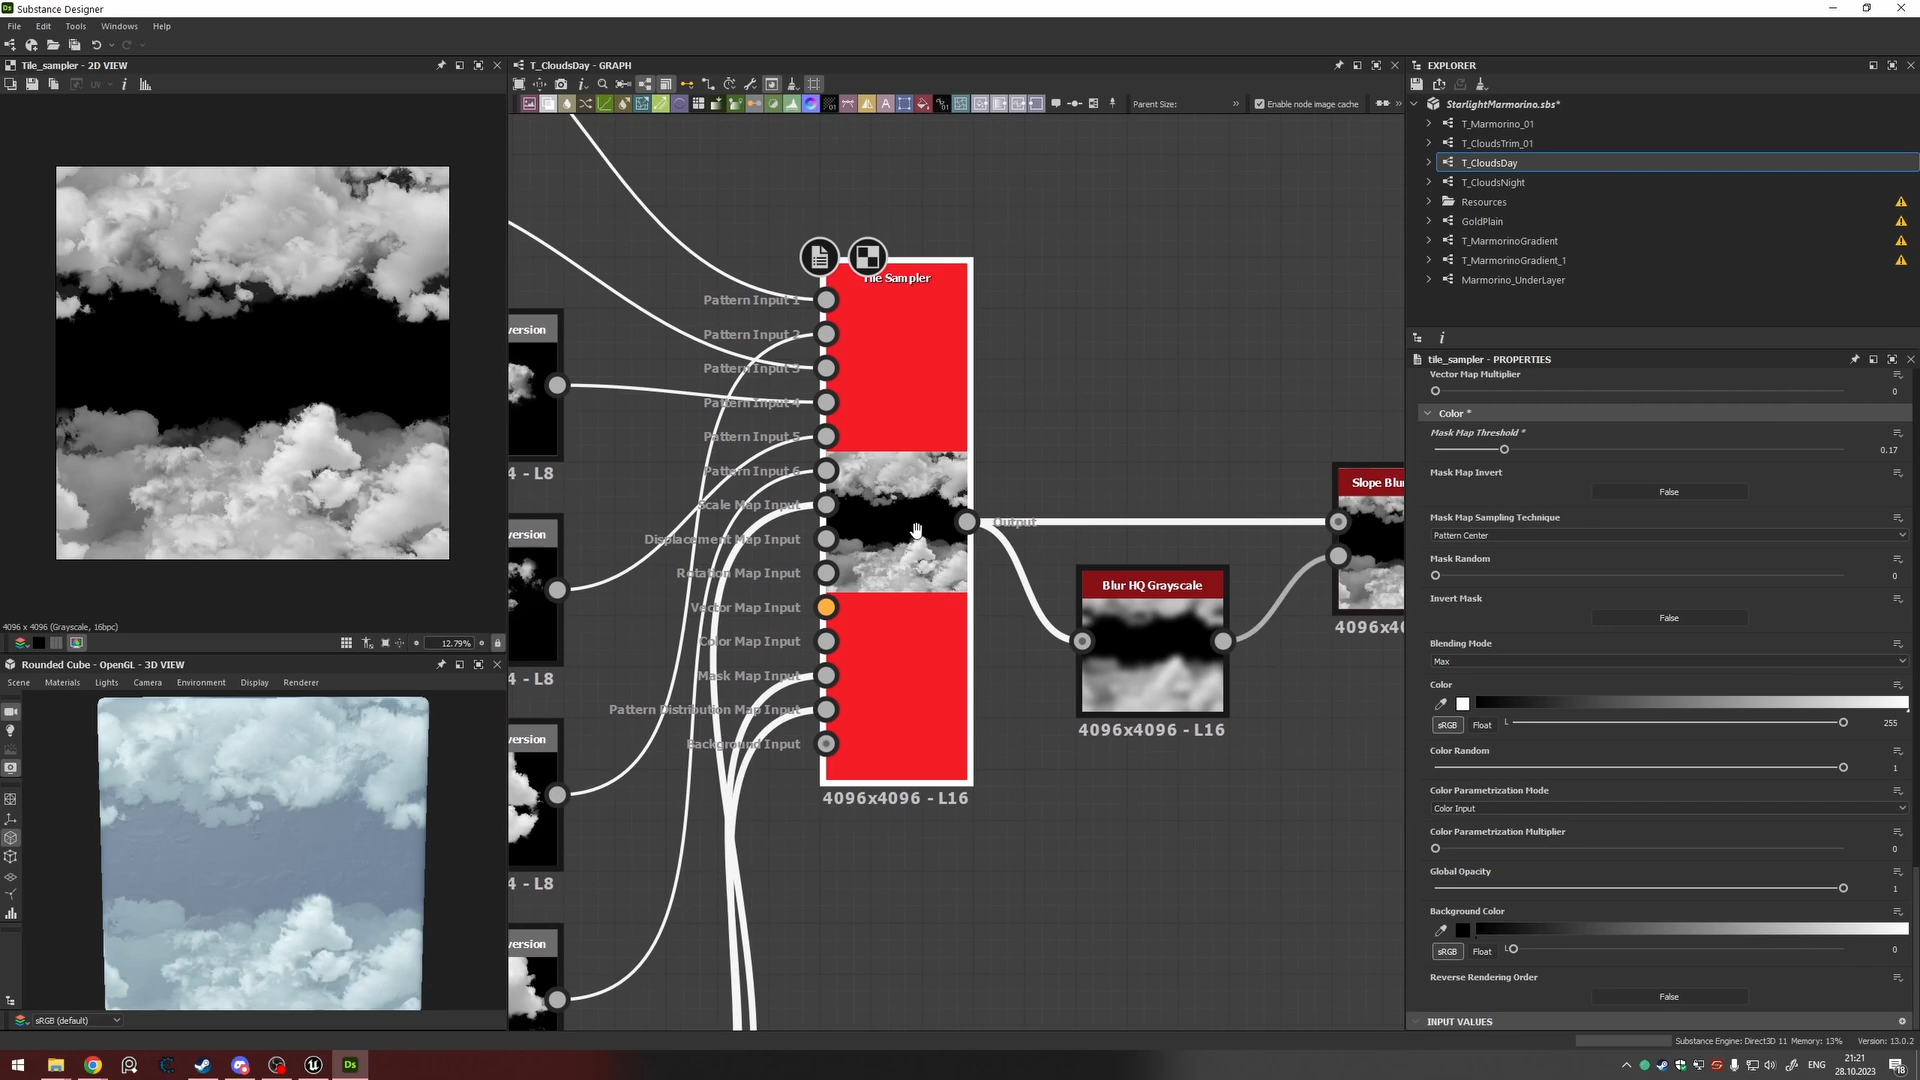 Substance Designer
File Edit Tools Windows Help
Tile_sampler - 2D VIEW
T_CloudsDay - GRAPH
Parent Size:
Enable node image cache
4096 x 4096 (Grayscale, 16bpc)
12.79%
Rounded Cube - OpenGL - 3D VIEW
Scene Materials Lights Camera Environment Display Renderer
sRGB (default)
Tile Sampler
Pattern Input 1
Pattern Input 2
Pattern Input 3
Pattern Input 4
Pattern Input 5
Pattern Input 6
Scale Map Input
Displacement Map Input
Rotation Map Input
Vector Map Input
Color Map Input
Mask Map Input
Pattern Distribution Map Input
Background Input
Output
4096x4096 - L16
version
4 - L8
version
4 - L8
version
4 - L8
version
Blur HQ Grayscale
4096x4096 - L16
Slope Blur
4096x40
EXPLORER
StarlightMarmorino.sbs*
T_Marmorino_01
T_CloudsTrim_01
T_CloudsDay
T_CloudsNight
Resources
GoldPlain
T_MarmorinoGradient
T_MarmorinoGradient_1
Marmorino_UnderLayer
tile_sampler - PROPERTIES
Vector Map Multiplier
0
Color *
Mask Map Threshold *
0.17
Mask Map Invert
False
Mask Map Sampling Technique
Pattern Center
Mask Random
0
Invert Mask
False
Blending Mode
Max
Color
sRGB Float L 255
Color Random
1
Color Parametrization Mode
Color Input
Color Parametrization Multiplier
0
Global Opacity
1
Background Color
sRGB Float L 0
Reverse Rendering Order
False
INPUT VALUES
Substance Engine: Direct3D 11 Memory: 13% Version: 13.0.2
ENG
21:21
28.10.2023